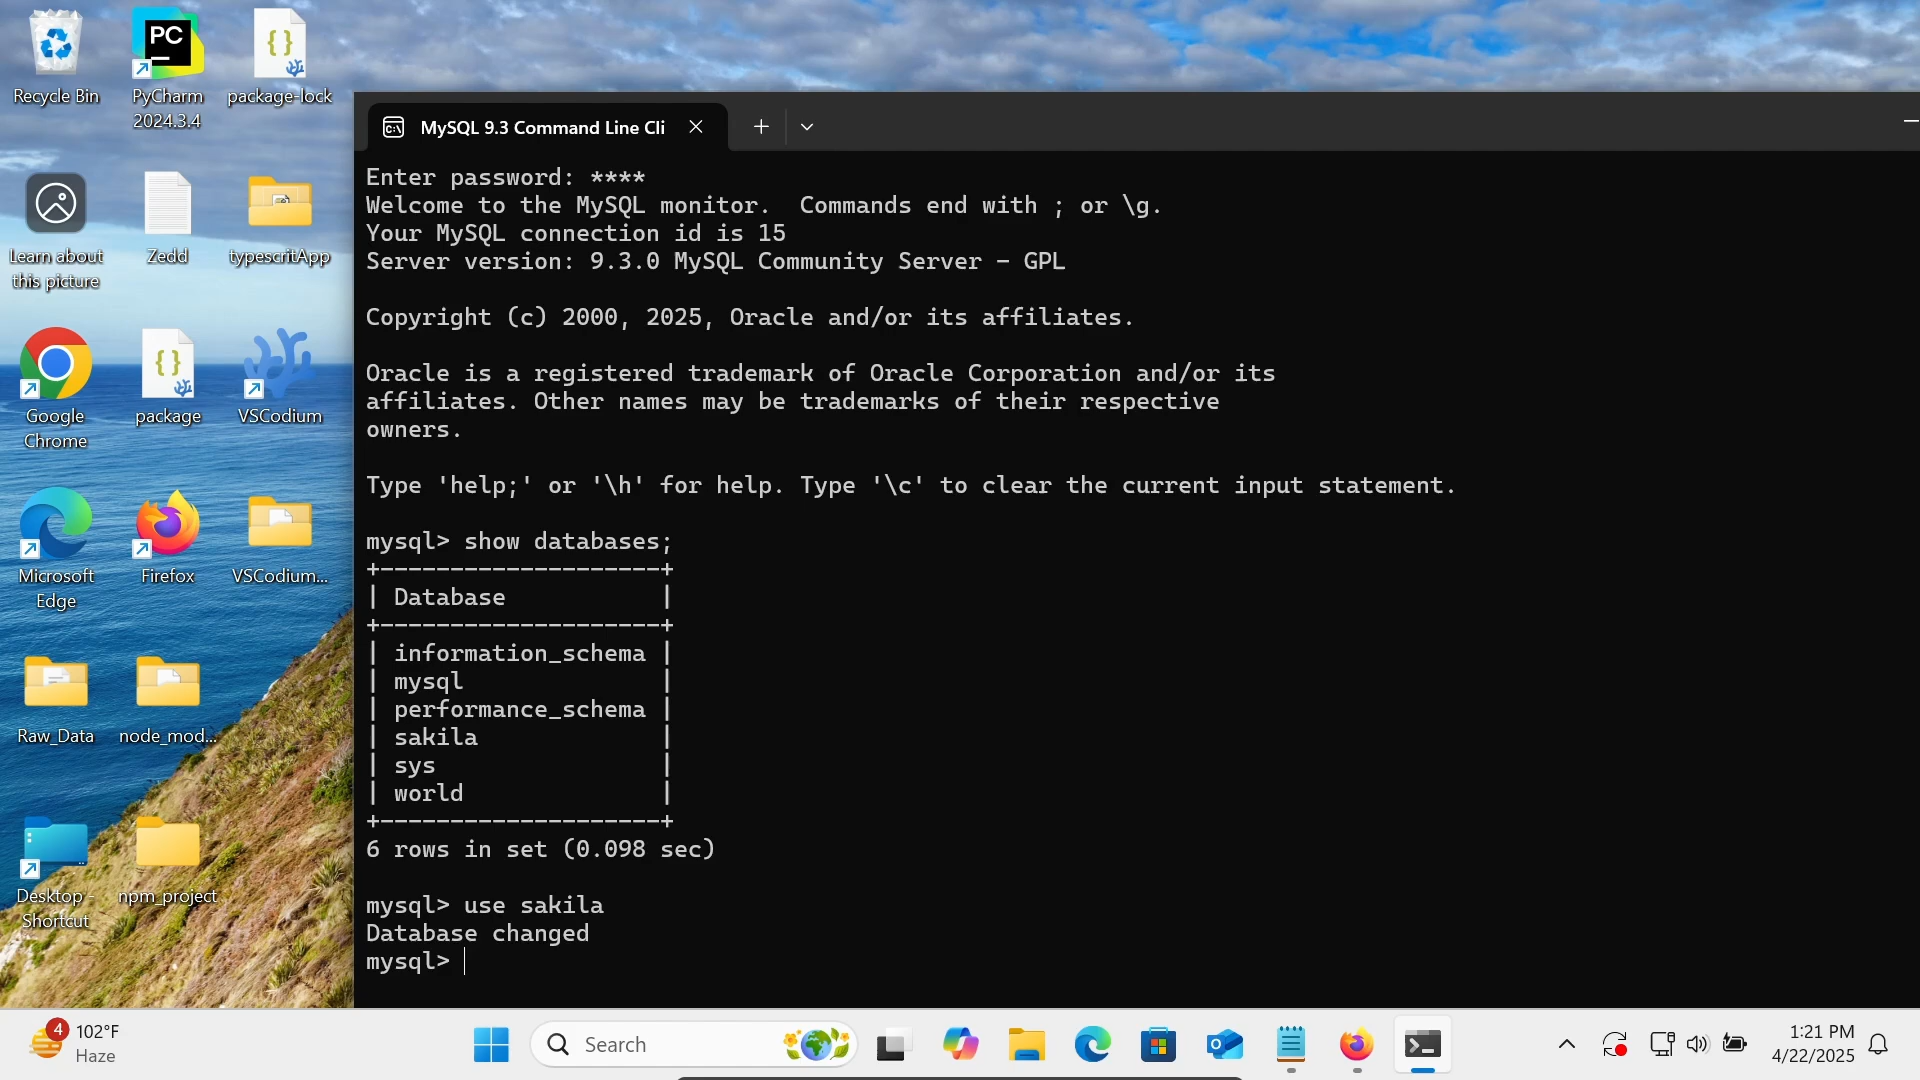 Recycle Bin
PC
PyCharm
2024.3.4
{ }
package-lock
Learn about
this picture
Zedd
typescritApp
Google
Chrome
{ }
package
VSCodium
Microsoft
Edge
Firefox
VSCodium...
Raw_Data
node_mod...
Desktop -
Shortcut
npm_project
MySQL 9.3 Command Line Cli
Enter password: ****
Welcome to the MySQL monitor.  Commands end with ; or \g.
Your MySQL connection id is 15
Server version: 9.3.0 MySQL Community Server - GPL
Copyright (c) 2000, 2025, Oracle and/or its affiliates.
Oracle is a registered trademark of Oracle Corporation and/or its
affiliates. Other names may be trademarks of their respective
owners.
Type 'help;' or '\h' for help. Type '\c' to clear the current input statement.
mysql> show databases;
+--------------------+
| Database           |
+--------------------+
| information_schema |
| mysql              |
| performance_schema |
| sakila             |
| sys                |
| world              |
+--------------------+
6 rows in set (0.098 sec)
mysql> use sakila
Database changed
mysql>
4
102°F
Haze
Search
1:21 PM
4/22/2025